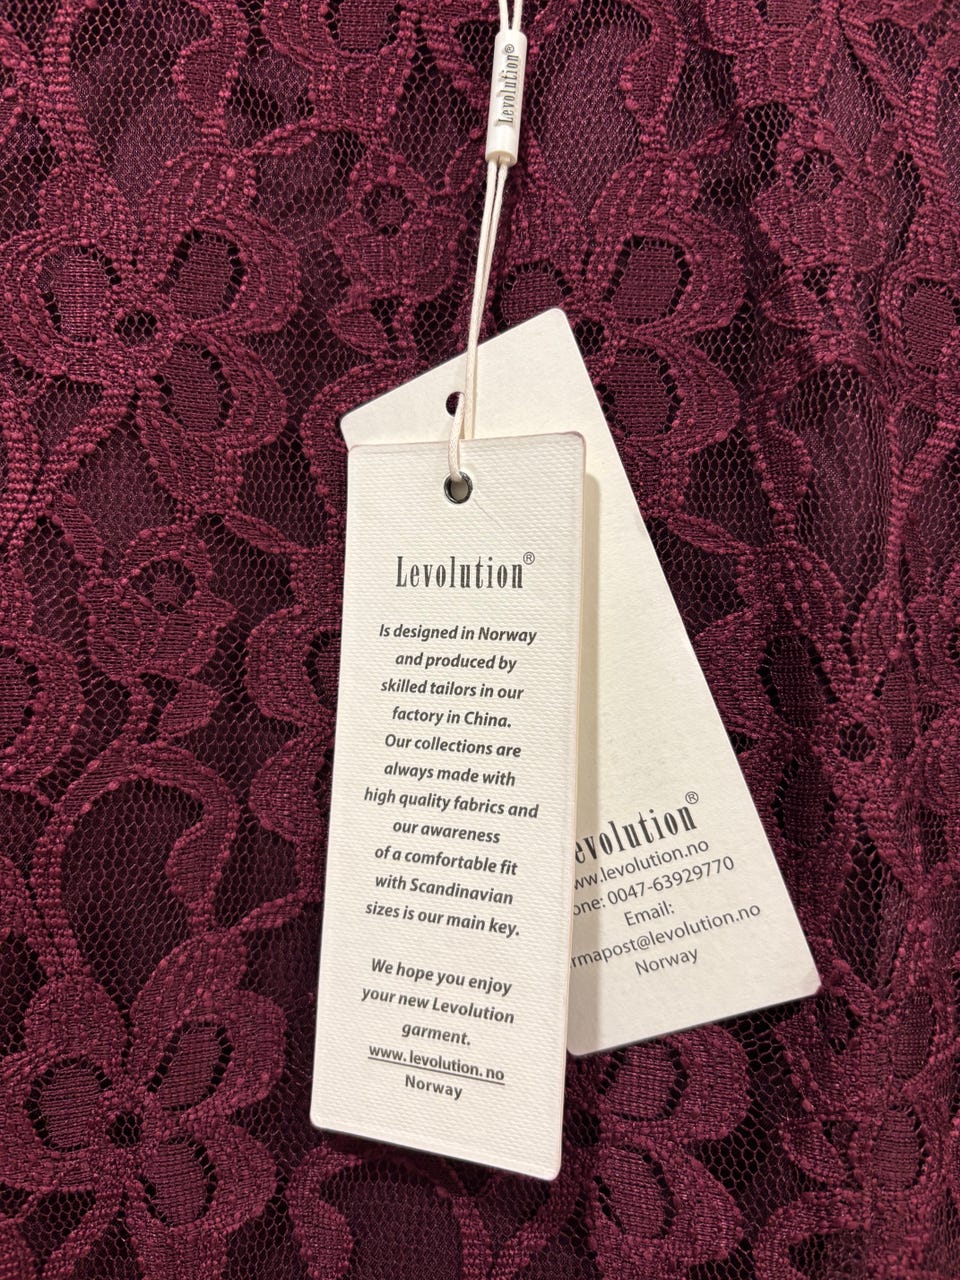 Levolution®
Levolution®
Is designed in Norway
and produced by
skilled tailors in our
factory in China.
Our collections are
always made with
high quality fabrics and
our awareness
of a comfortable fit
with Scandinavian
sizes is our main key.
We hope you enjoy
your new Levolution
garment.
www. levolution. no
Norway
evolution®
ww.levolution.no
one: 0047-63929770
Email:
rmapost@levolution.no
Norway